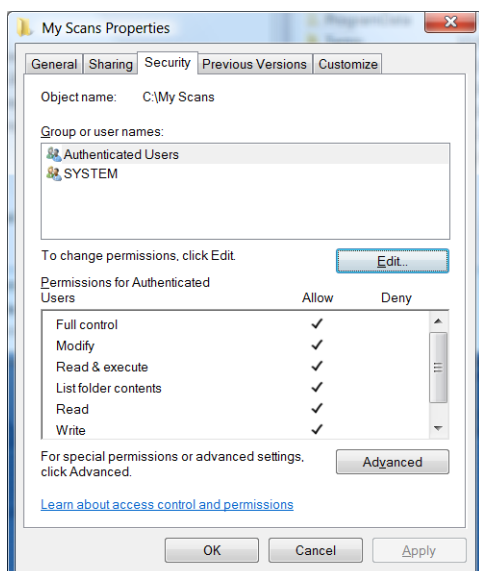 My Scans Properties
General Sharing Security Previous Versions Customize
Object name: C:\My Scans
Group or user names:
Authenticated Users
SYSTEM
To change permissions, click Edit.
Edit...
Permissions for Authenticated
Users Allow Deny
Full control
Modify
Read & execute
List folder contents
Read
Write
For special permissions or advanced settings,
click Advanced.
Advanced
Learn about access control and permissions
OK Cancel Apply